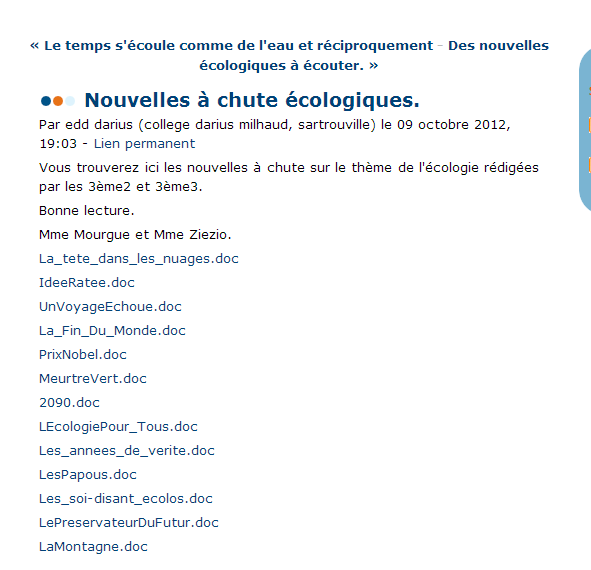 « Le temps s'écoule comme de l'eau et réciproquement - Des nouvelles
écologiques à écouter. »
Nouvelles à chute écologiques.
Par edd darius (college darius milhaud, sartrouville) le 09 octobre 2012,
19:03 - Lien permanent
Vous trouverez ici les nouvelles à chute sur le thème de l'écologie rédigées
par les 3ème2 et 3ème3.
Bonne lecture.
Mme Mourgue et Mme Ziezio.
La_tete_dans_les_nuages.doc
IdeeRatee.doc
UnVoyageEchoue.doc
La_Fin_Du_Monde.doc
PrixNobel.doc
MeurtreVert.doc
2090.doc
LEcologiePour_Tous.doc
Les_annees_de_verite.doc
LesPapous.doc
Les_soi-disant_ecolos.doc
LePreservateurDuFutur.doc
LaMontagne.doc